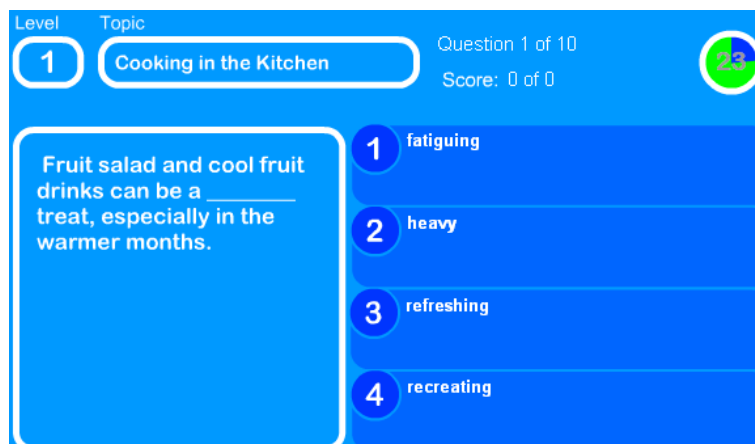 Level
Topic
1
Cooking in the Kitchen
Question 1 of 10
Score: 0 of 0
23
Fruit salad and cool fruit
drinks can be a ________
treat, especially in the
warmer months.
1 fatiguing
2 heavy
3 refreshing
4 recreating